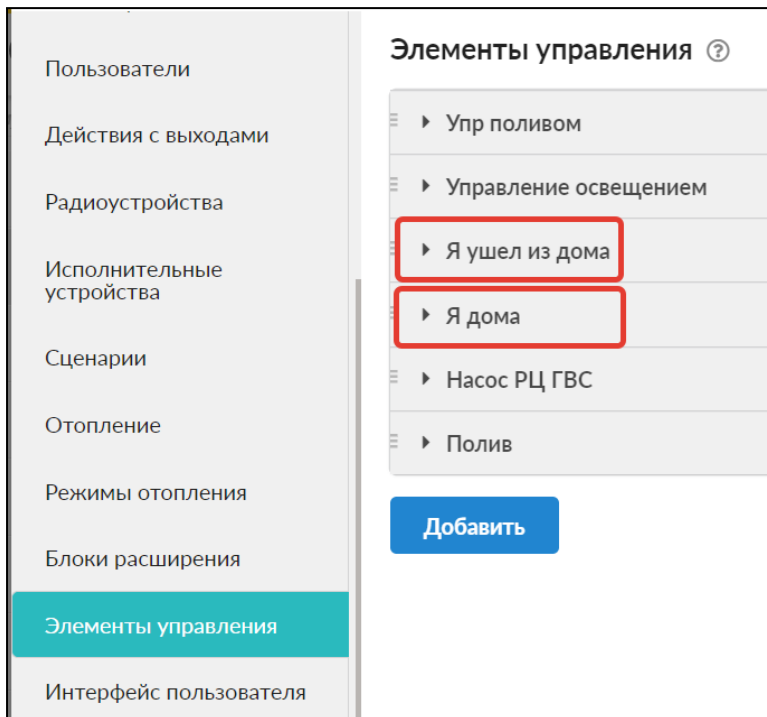 Пользователи
Действия с выходами
Радиоустройства
Исполнительные
устройства
Сценарии
Отопление
Режимы отопления
Блоки расширения
Элементы управления
Интерфейс пользователя
Элементы управления ?
Упр поливом
Управление освещением
Я ушел из дома
Я дома
Насос РЦ ГВС
Полив
Добавить